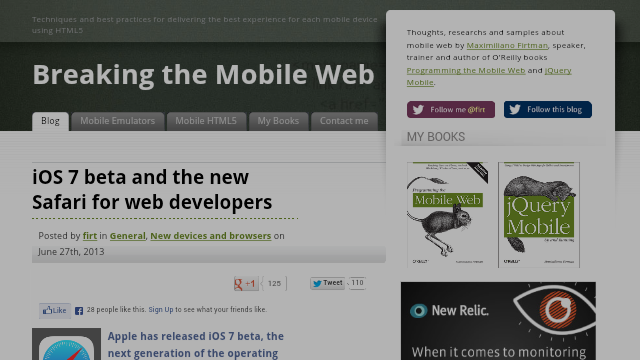 Techniques and best practices for delivering the best experience for each mobile device
using HTML5
Breaking the Mobile Web
Blog
Mobile Emulators
Mobile HTML5
My Books
Contact me
iOS 7 beta and the new
Safari for web developers
Posted by firt in General, New devices and browsers on
June 27th, 2013
g +1 125
Tweet 110
Like 28 people like this. Sign Up to see what your friends like.
Apple has released iOS 7 beta, the
next generation of the operating
Thoughts, researchs and samples about
mobile web by Maximiliano Firtman, speaker,
trainer and author of O'Reilly books
Programming the Mobile Web and jQuery
Mobile.
Follow me @firt
Follow this blog
MY BOOKS
Programming the
Mobile Web
O'REILLY
jQuery
Mobile
Up and Running
O'REILLY
New Relic.
When it comes to monitoring